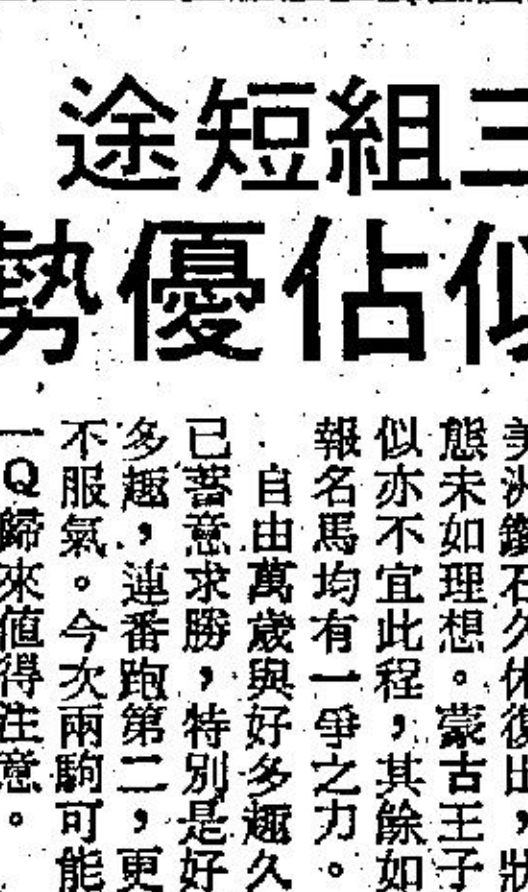 三組短途
似佔優勢
美洲鑽石久休復出，狀
態未如理想。蒙古王子
似亦不宜此程，其餘如
報名馬均有一爭之力。
自由萬歲與好多趣久
已蓄意求勝，特別是好
多趣，連番跑第二，更
不服氣。今次兩駒可能
一Q歸來值得注意。